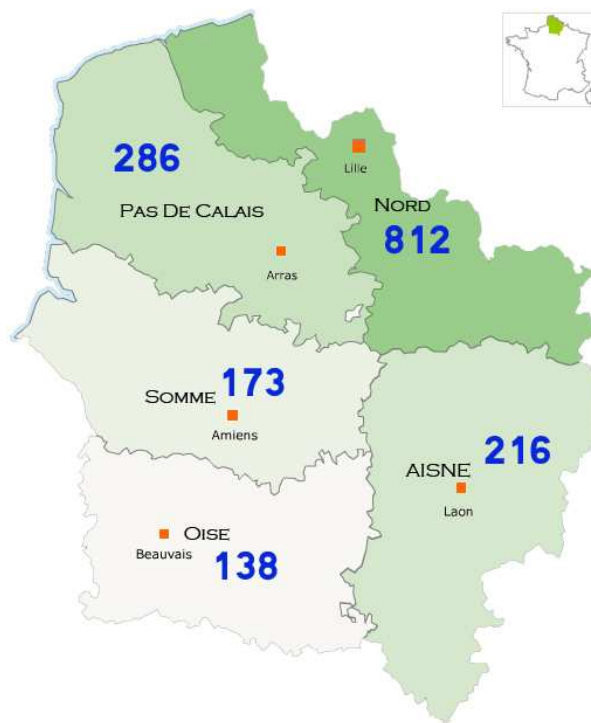 286
Lille
PAS DE CALAIS
NORD
812
Arras
SOMME 173
Amiens
216
AISNE
Laon
OISE
Beauvais
138